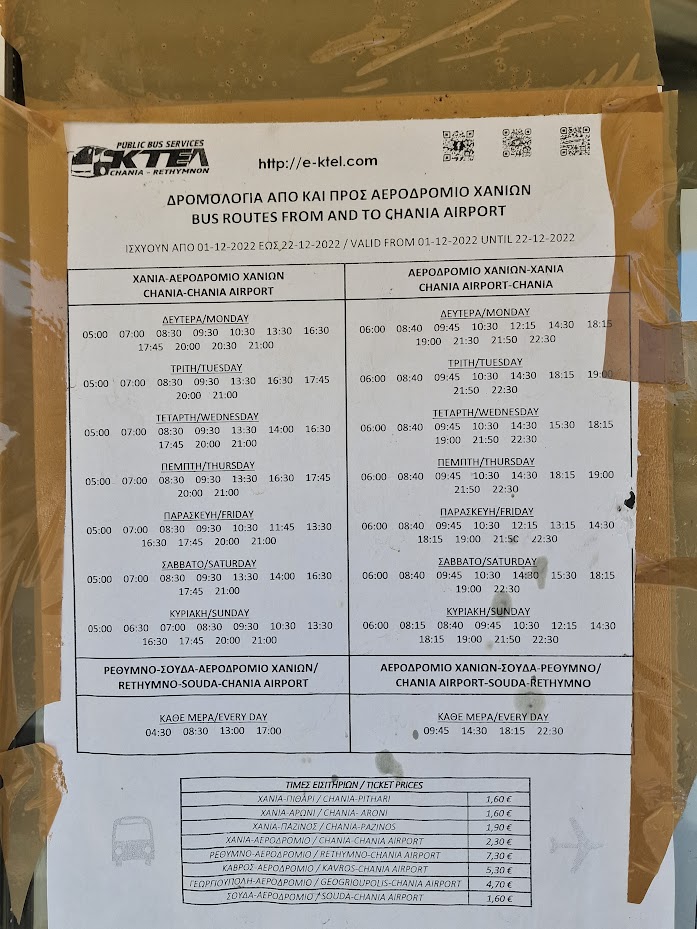 PUBLIC BUS SERVICES
ΚΤΕΛ
CHANIA - RETHYMNON
http://e-ktel.com
ΔΡΟΜΟΛΟΓΙΑ ΑΠΟ ΚΑΙ ΠΡΟΣ ΑΕΡΟΔΡΟΜΙΟ ΧΑΝΙΩΝ
BUS ROUTES FROM AND TO CHANIA AIRPORT
ΙΣΧΥΟΥΝ ΑΠΟ 01-12-2022 ΕΩΣ 22-12-2022 / VALID FROM 01-12-2022 UNTIL 22-12-2022
ΧΑΝΙΑ-ΑΕΡΟΔΡΟΜΙΟ ΧΑΝΙΩΝ
CHANIA-CHANIA AIRPORT
ΔΕΥΤΕΡΑ/MONDAY
05:00 07:00 08:30 09:30 10:30 13:30 16:30
17:45 20:00 20:30 21:00
ΤΡΙΤΗ/TUESDAY
05:00 07:00 08:30 09:30 13:30 16:30 17:45
20:00 21:00
ΤΕΤΑΡΤΗ/WEDNESDAY
05:00 07:00 08:30 09:30 13:30 14:00 16:30
17:45 20:00 21:00
ΠΕΜΠΤΗ/THURSDAY
05:00 07:00 08:30 09:30 13:30 16:30 17:45
20:00 21:00
ΠΑΡΑΣΚΕΥΗ/FRIDAY
05:00 07:00 08:30 09:30 10:30 11:45 13:30
16:30 17:45 20:00 21:00
ΣΑΒΒΑΤΟ/SATURDAY
05:00 07:00 08:30 09:30 13:30 14:00 16:30
17:45 21:00
ΚΥΡΙΑΚΗ/SUNDAY
05:00 06:30 07:00 08:30 09:30 10:30 13:30
16:30 17:45 20:00 21:00
ΑΕΡΟΔΡΟΜΙΟ ΧΑΝΙΩΝ-ΧΑΝΙΑ
CHANIA AIRPORT-CHANIA
ΔΕΥΤΕΡΑ/MONDAY
06:00 08:40 09:45 10:30 12:15 14:30 18:15
19:00 21:30 21:50 22:30
ΤΡΙΤΗ/TUESDAY
06:00 08:40 09:45 10:30 14:30 18:15 19:00
21:50 22:30
ΤΕΤΑΡΤΗ/WEDNESDAY
06:00 08:40 09:45 10:30 14:30 15:30 18:15
19:00 21:50 22:30
ΠΕΜΠΤΗ/THURSDAY
06:00 08:40 09:45 10:30 14:30 18:15 19:00
21:50 22:30
ΠΑΡΑΣΚΕΥΗ/FRIDAY
06:00 08:40 09:45 10:30 12:15 13:15 14:30
18:15 19:00 21:50 22:30
ΣΑΒΒΑΤΟ/SATURDAY
06:00 08:40 09:45 10:30 14:30 15:30 18:15
19:00 22:30
ΚΥΡΙΑΚΗ/SUNDAY
06:00 08:15 08:40 09:45 10:30 12:15 14:30
18:15 19:00 21:50 22:30
ΡΕΘΥΜΝΟ-ΣΟΥΔΑ-ΑΕΡΟΔΡΟΜΙΟ ΧΑΝΙΩΝ/
RETHYMNO-SOUDA-CHANIA AIRPORT
ΚΑΘΕ ΜΕΡΑ/EVERY DAY
04:30 08:30 13:00 17:00
ΑΕΡΟΔΡΟΜΙΟ ΧΑΝΙΩΝ-ΣΟΥΔΑ-ΡΕΘΥΜΝΟ/
CHANIA AIRPORT-SOUDA-RETHYMNO
ΚΑΘΕ ΜΕΡΑ/EVERY DAY
09:45 14:30 18:15 22:30
ΤΙΜΕΣ ΕΙΣΙΤΗΡΙΩΝ / TICKET PRICES
ΧΑΝΙΑ-ΠΙΘΑΡΙ / CHANIA-PITHARI 1,60 €
ΧΑΝΙΑ-ΑΡΩΝΙ / CHANIA- ARONI 1,60 €
ΧΑΝΙΑ-ΠΑΖΙΝΟΣ / CHANIA-PAZINOS 1,90 €
ΧΑΝΙΑ-ΑΕΡΟΔΡΟΜΙΟ / CHANIA-CHANIA AIRPORT 2,30 €
ΡΕΘΥΜΝΟ-ΑΕΡΟΔΡΟΜΙΟ / RETHYMNO-CHANIA AIRPORT 7,30 €
ΚΑΒΡΟΣ-ΑΕΡΟΔΡΟΜΙΟ / KAVROS-CHANIA AIRPORT 5,30 €
ΓΕΩΡΓΙΟΥΠΟΛΗ-ΑΕΡΟΔΡΟΜΙΟ / GEOGRIOUPOLIS-CHANIA AIRPORT 4,70 €
ΣΟΥΔΑ-ΑΕΡΟΔΡΟΜΙΟ / SOUDA-CHANIA AIRPORT 1,60 €